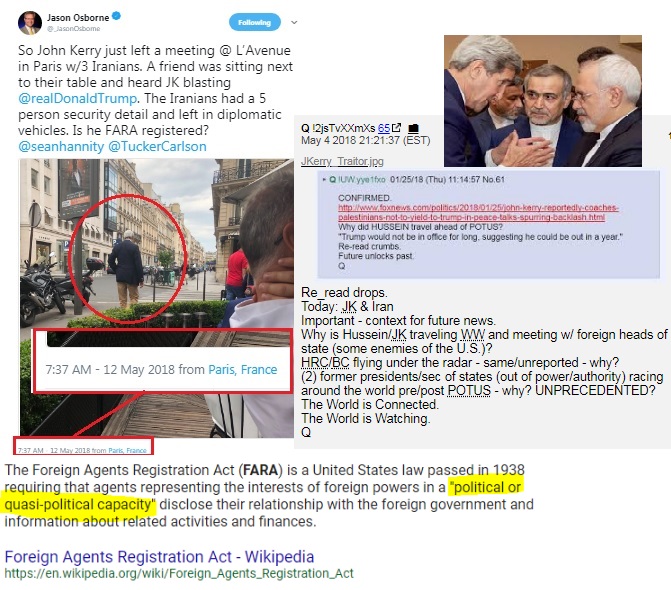 Jason Osborne
@_JasonOsborne
Following
So John Kerry just left a meeting @ L'Avenue
in Paris w/3 Iranians. A friend was sitting next
to their table and heard JK blasting
@realDonaldTrump. The Iranians had a 5
person security detail and left in diplomatic
vehicles. Is he FARA registered?
@seanhannity @TuckerCarlson
7:37 AM - 12 May 2018 from Paris, France
7:37 AM - 12 May 2018 from Paris, France
Q !2jsTvXXmXs 65
May 4 2018 21:21:37 (EST)
JKerry_Traitor.jpg
Q !UW.yye1fxo 01/25/18 (Thu) 11:14:57 No.61
CONFIRMED.
http://www.foxnews.com/politics/2018/01/25/john-kerry-reportedly-coaches-
palestinians-not-to-yield-to-trump-in-peace-talks-spurring-backlash.html
Why did HUSSEIN travel ahead of POTUS?
"Trump would not be in office for long, suggesting he could be out in a year."
Re-read crumbs.
Future unlocks past.
Q
Re_read drops.
Today: JK & Iran
Important - context for future news.
Why is Hussein/JK traveling WW and meeting w/ foreign heads of
state (some enemies of the U.S.)?
HRC/BC flying under the radar - same/unreported - why?
(2) former presidents/sec of states (out of power/authority) racing
around the world pre/post POTUS - why? UNPRECEDENTED?
The World is Connected.
The World is Watching.
Q
The Foreign Agents Registration Act (FARA) is a United States law passed in 1938
requiring that agents representing the interests of foreign powers in a "political or
quasi-political capacity" disclose their relationship with the foreign government and
information about related activities and finances.
Foreign Agents Registration Act - Wikipedia
https://en.wikipedia.org/wiki/Foreign_Agents_Registration_Act